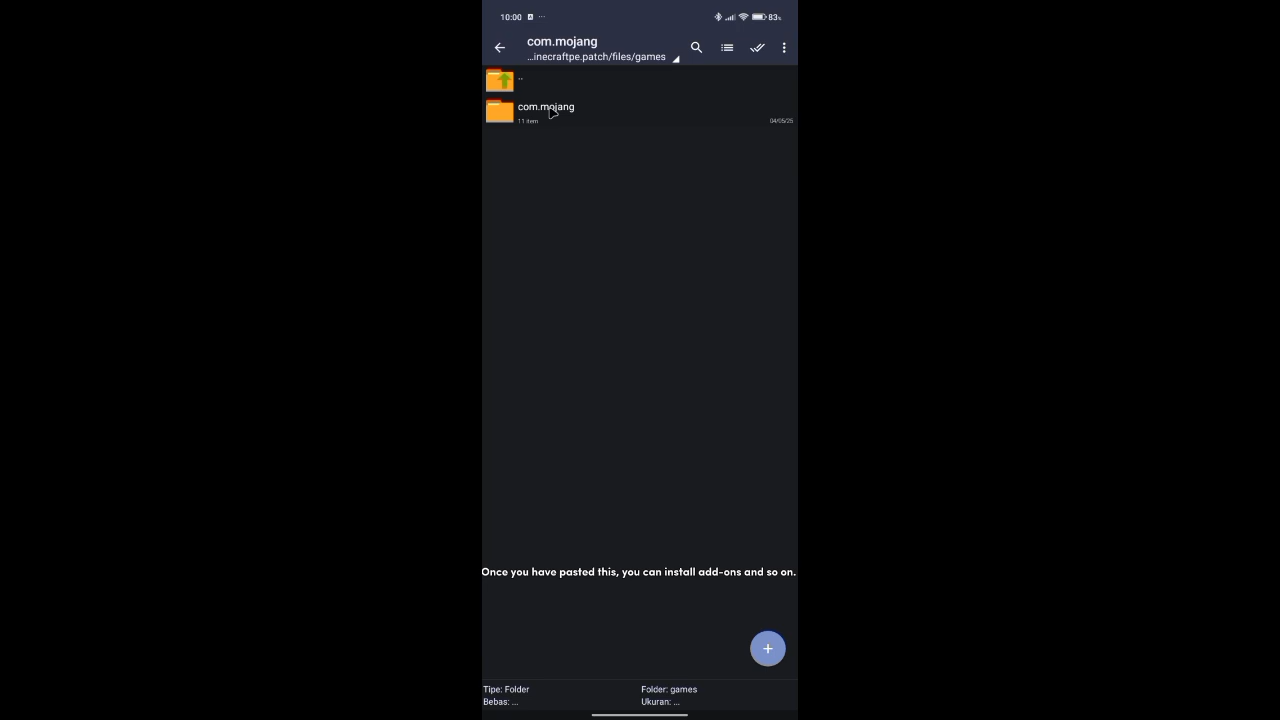 10:00
83%
com.mojang
...inecraftpe.patch/files/games
..
com.mojang
11 item
04/05/25
Once you have pasted this, you can install add-ons and so on.
Tipe: Folder
Folder: games
Bebas: ...
Ukuran: ...